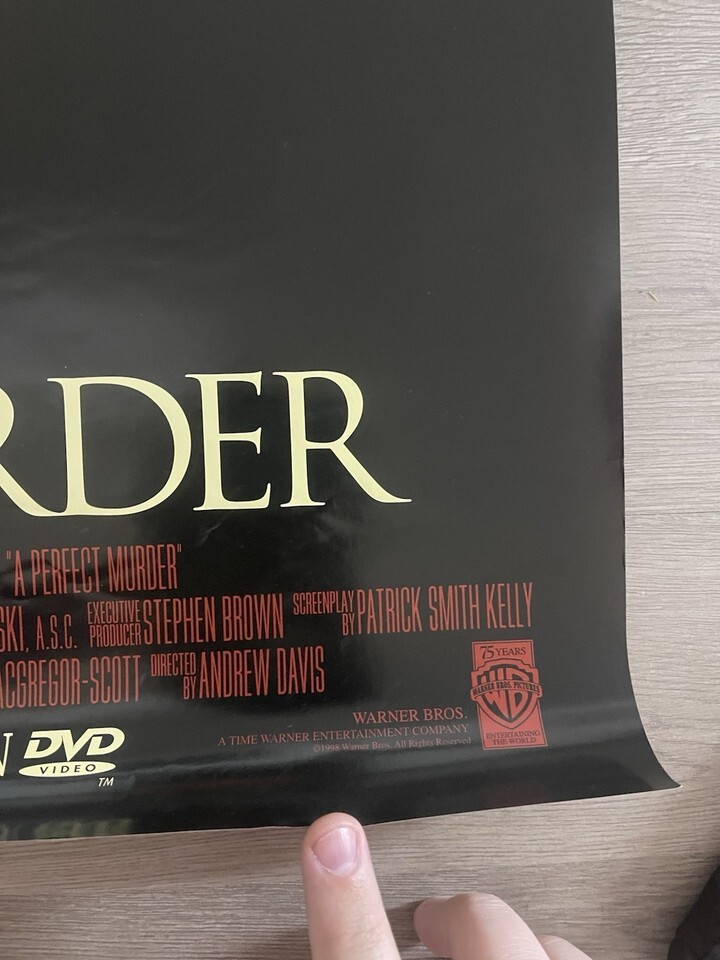 RDER
"A PERFECT MURDER"
SKI, A.S.C. EXECUTIVE PRODUCER STEPHEN BROWN SCREENPLAY BY PATRICK SMITH KELLY
ACGREGOR-SCOTT DIRECTED BY ANDREW DAVIS
75 YEARS
WARNER BROS. PICTURES
WB
ENTERTAINING
THE WORLD
WARNER BROS.
A TIME WARNER ENTERTAINMENT COMPANY
©1998 Warner Bros. All Rights Reserved
N DVD
VIDEO
TM